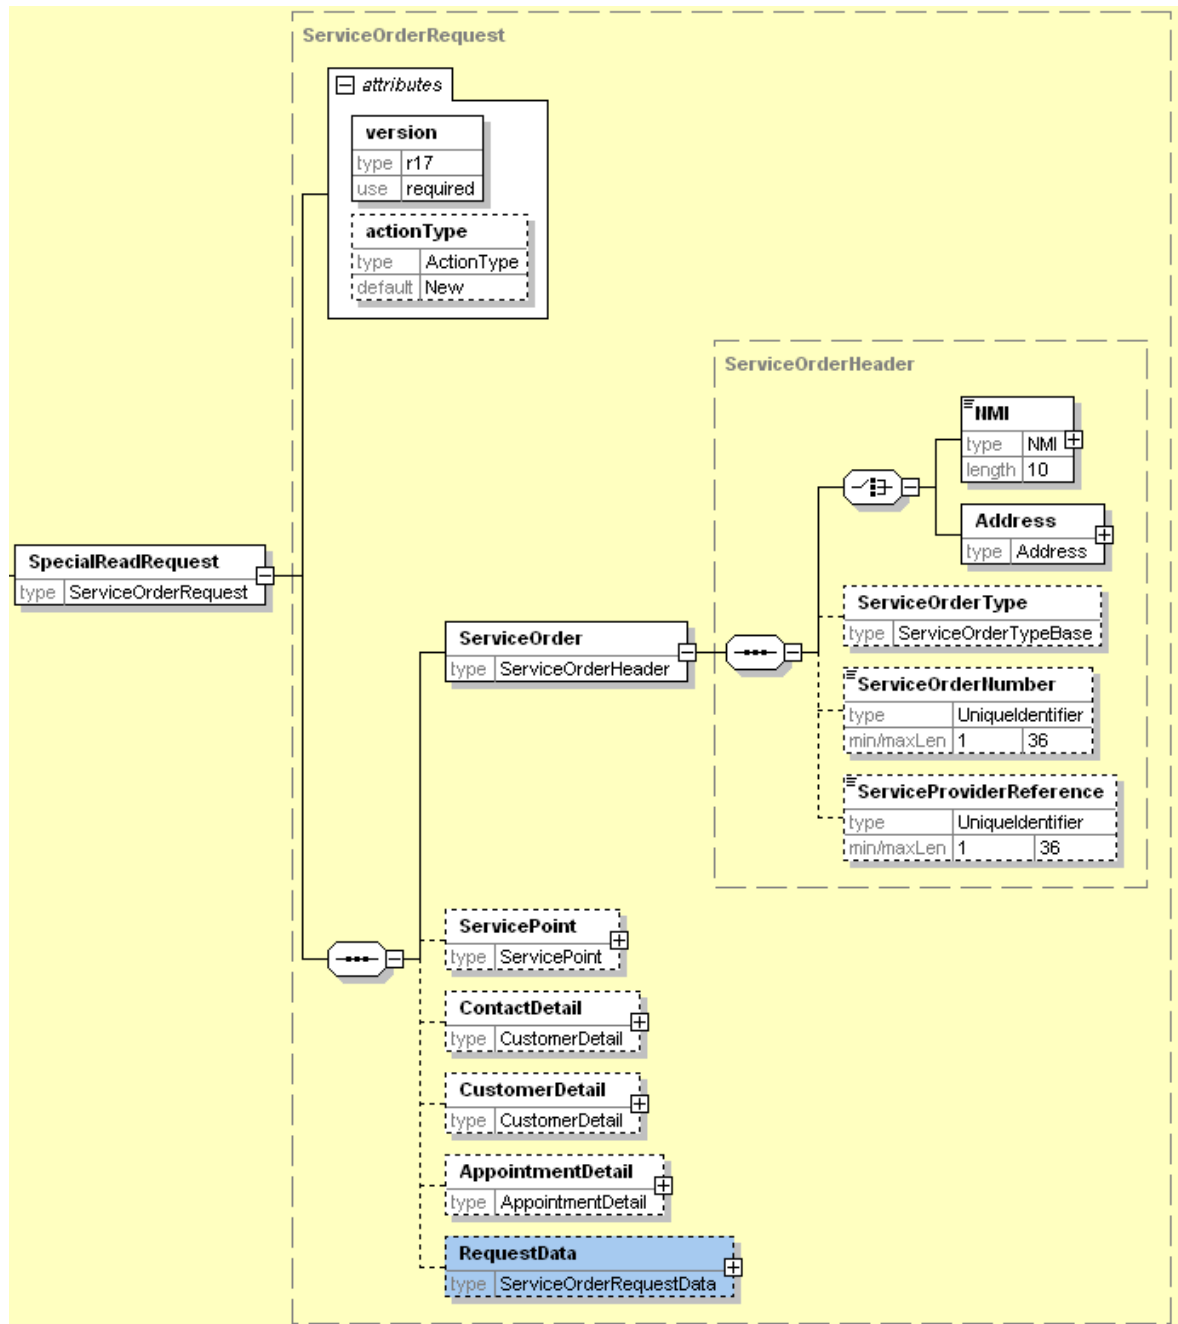 ServiceOrderRequest
attributes
version
type r17
use required
actionType
type ActionType
default New
ServiceOrderHeader
NMI
type NMI
length 10
Address
type Address
SpecialReadRequest
type ServiceOrderRequest
ServiceOrder
type ServiceOrderHeader
ServiceOrderType
type ServiceOrderTypeBase
ServiceOrderNumber
type UniqueIdentifier
min/maxLen 1 36
ServiceProviderReference
type UniqueIdentifier
min/maxLen 1 36
ServicePoint
type ServicePoint
ContactDetail
type CustomerDetail
CustomerDetail
type CustomerDetail
AppointmentDetail
type AppointmentDetail
RequestData
type ServiceOrderRequestData